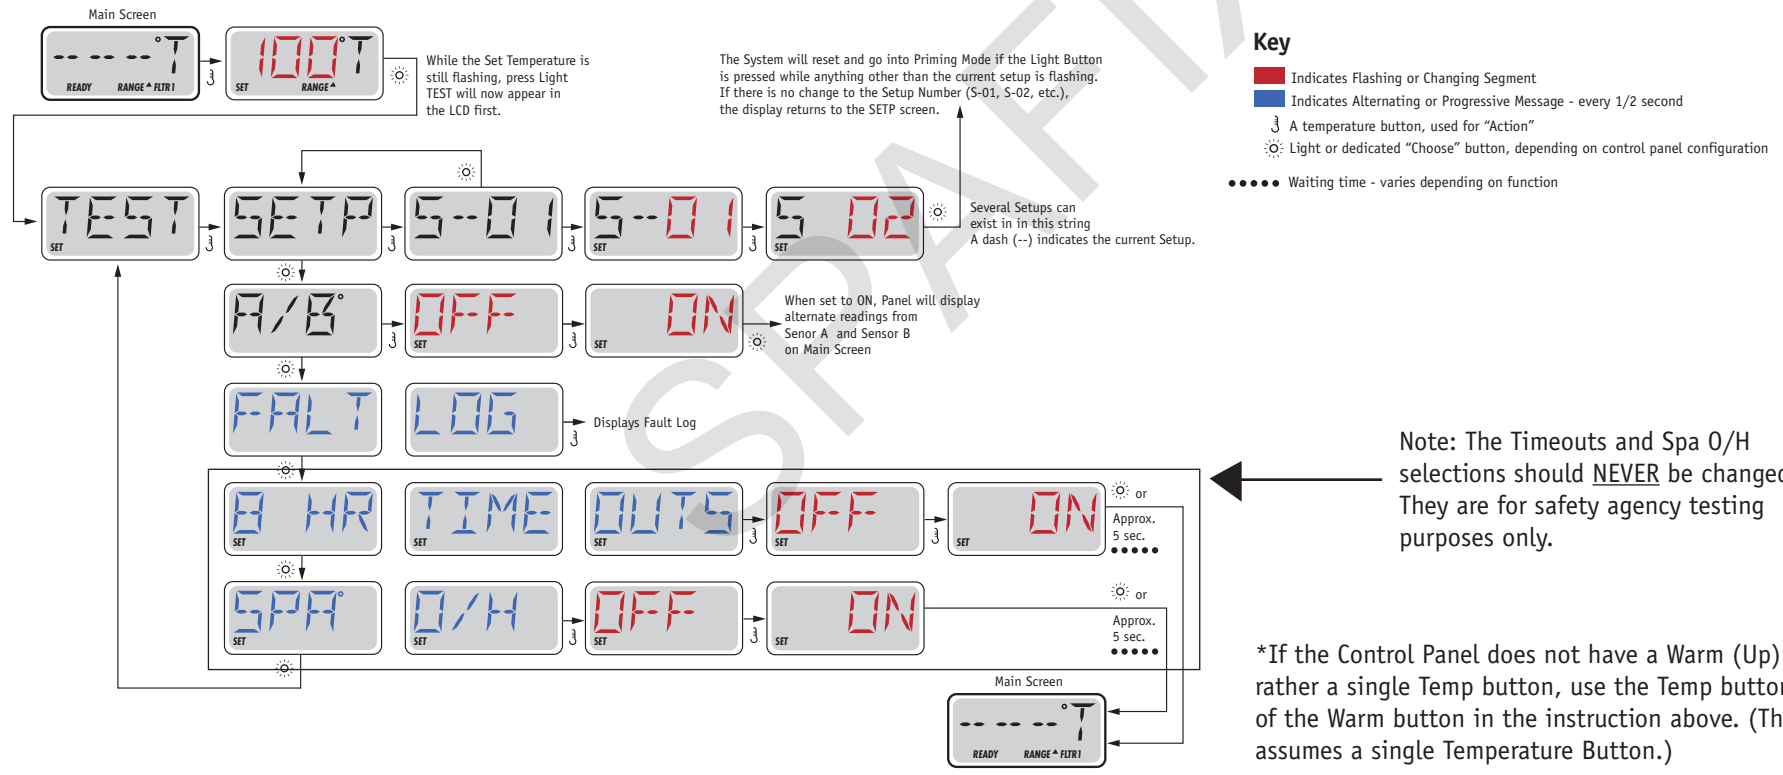 Main Screen
-- -- -- °T
READY RANGE FLTR1
100°T
SET RANGE
While the Set Temperature is
still flashing, press Light
TEST will now appear in
the LCD first.
The System will reset and go into Priming Mode if the Light Button
is pressed while anything other than the current setup is flashing.
If there is no change to the Setup Number (S-01, S-02, etc.),
the display returns to the SETP screen.
Key
Indicates Flashing or Changing Segment
Indicates Alternating or Progressive Message - every 1/2 second
A temperature button, used for “Action”
Light or dedicated “Choose” button, depending on control panel configuration
Waiting time - varies depending on function
TEST
SET
SETP
S-01
S-01
SET
S 02
SET
Several Setups can
exist in in this string
A dash (--) indicates the current Setup.
A/B°
OFF
SET
ON
SET
When set to ON, Panel will display
alternate readings from
Senor A and Sensor B
on Main Screen
FALT
LOG
Displays Fault Log
8 HR
SET
TIME
SET
OUTS
OFF
SET
ON
SET
or
Approx.
5 sec.
SPA°
SET
O/H
OFF
SET
ON
SET
or
Approx.
5 sec.
Note: The Timeouts and Spa O/H
selections should NEVER be changed
They are for safety agency testing
purposes only.
Main Screen
-- -- -- °T
READY RANGE FLTR1
*If the Control Panel does not have a Warm (Up)
rather a single Temp button, use the Temp button
of the Warm button in the instruction above. (Th
assumes a single Temperature Button.)
SPAFIX